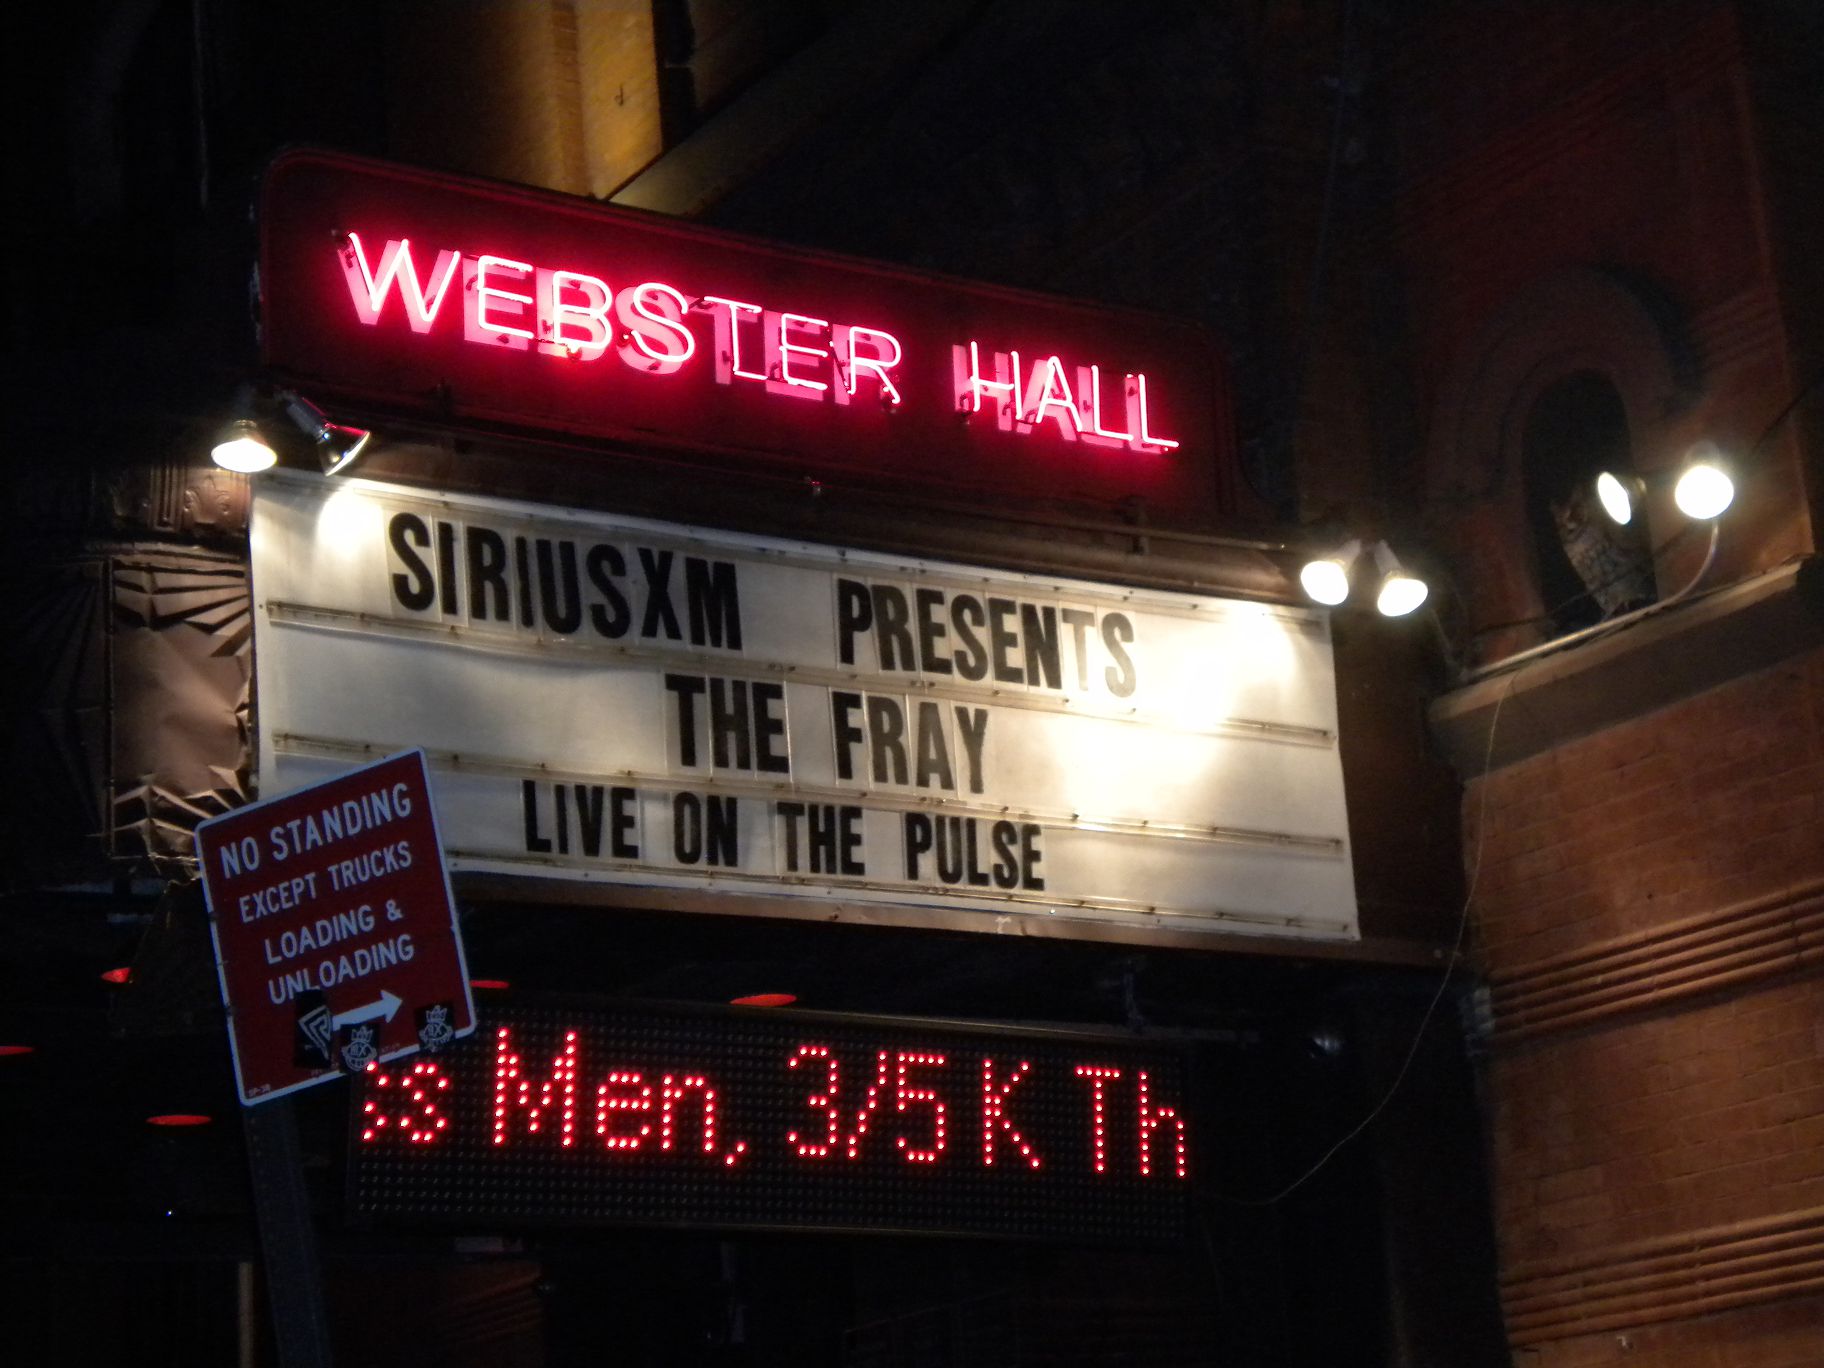 WEBSTER HALL
SIRIUSXM PRESENTS
THE FRAY
LIVE ON THE PULSE
NO STANDING
EXCEPT TRUCKS
LOADING &
UNLOADING
Men, 3/5 K Th